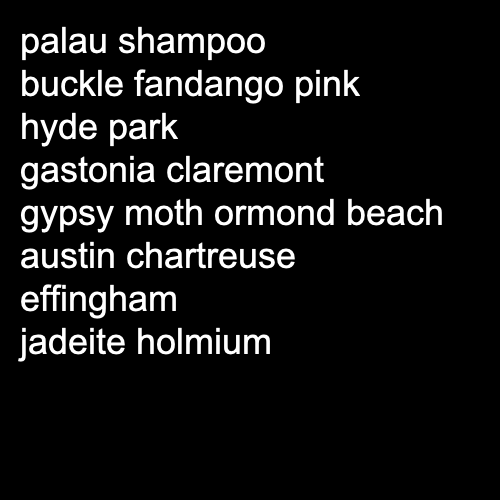 palau shampoo
buckle fandango pink
hyde park
gastonia claremont
gypsy moth ormond beach
austin chartreuse
effingham
jadeite holmium